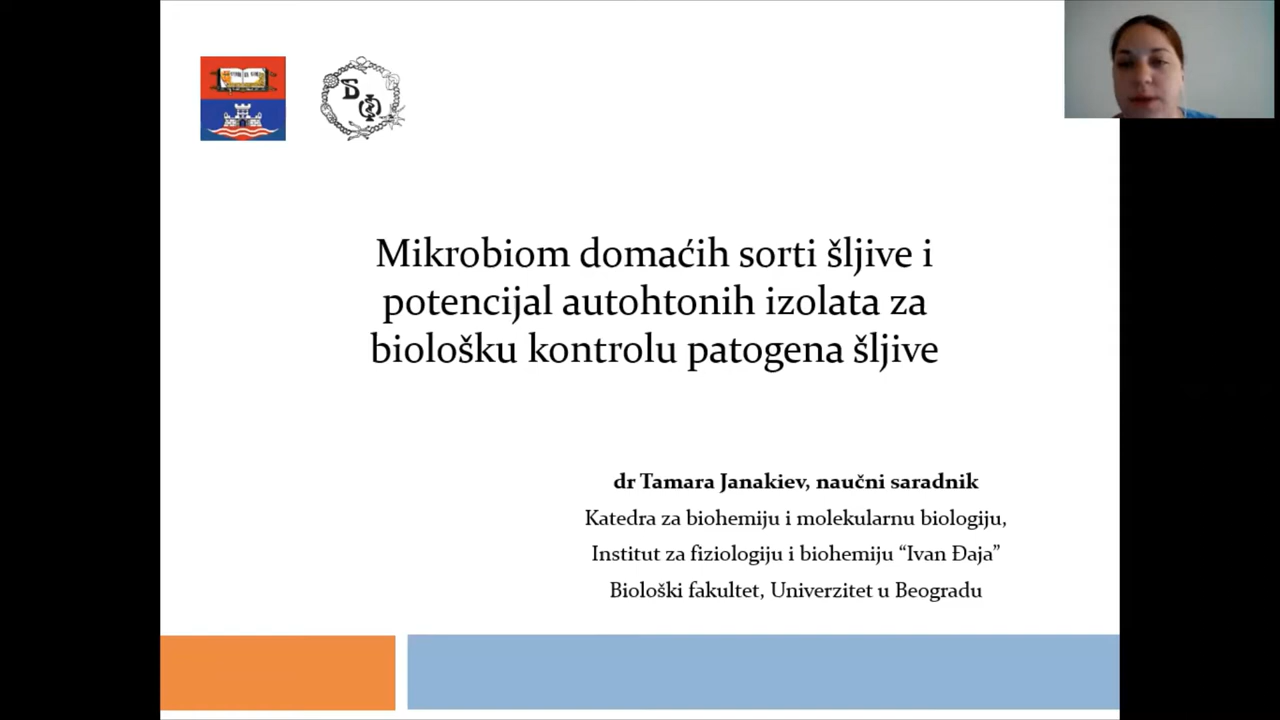 БФ
Mikrobiom domaćih sorti šljive i
potencijal autohtonih izolata za
biološku kontrolu patogena šljive
dr Tamara Janakiev, naučni saradnik
Katedra za biohemiju i molekularnu biologiju,
Institut za fiziologiju i biohemiju “Ivan Đaja”
Biološki fakultet, Univerzitet u Beogradu